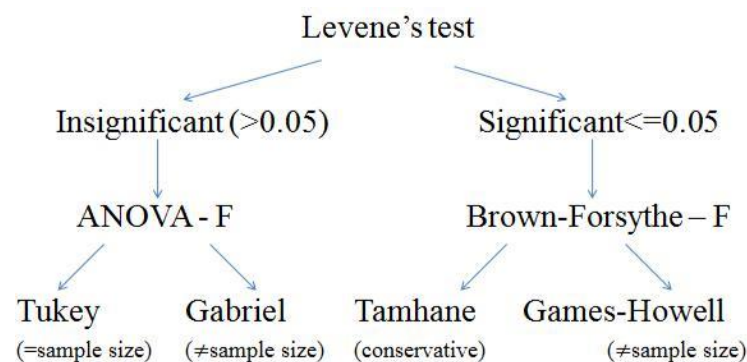 Levene's test
Insignificant (>0.05)
Significant<=0.05
ANOVA - F
Brown-Forsythe – F
Tukey
Gabriel
Tamhane
Games-Howell
(=sample size)
(≠sample size)
(conservative)
(≠sample size)